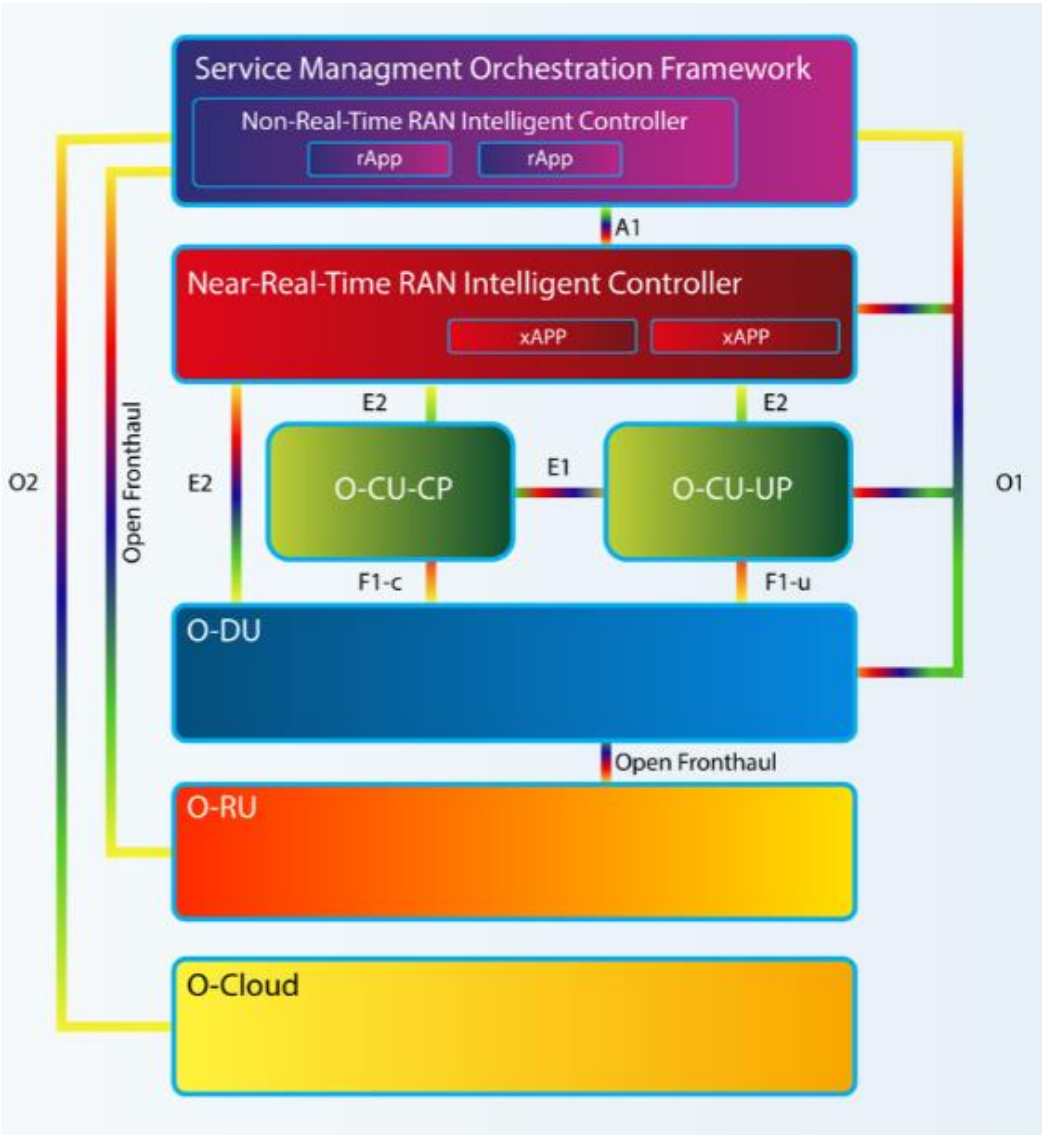 Service Managment Orchestration Framework
Non-Real-Time RAN Intelligent Controller
rApp
rApp
A1
Near-Real-Time RAN Intelligent Controller
xAPP
xAPP
E2
E2
Open Fronthaul
O2
E2
O-CU-CP
E1
O-CU-UP
O1
F1-c
F1-u
O-DU
Open Fronthaul
O-RU
O-Cloud